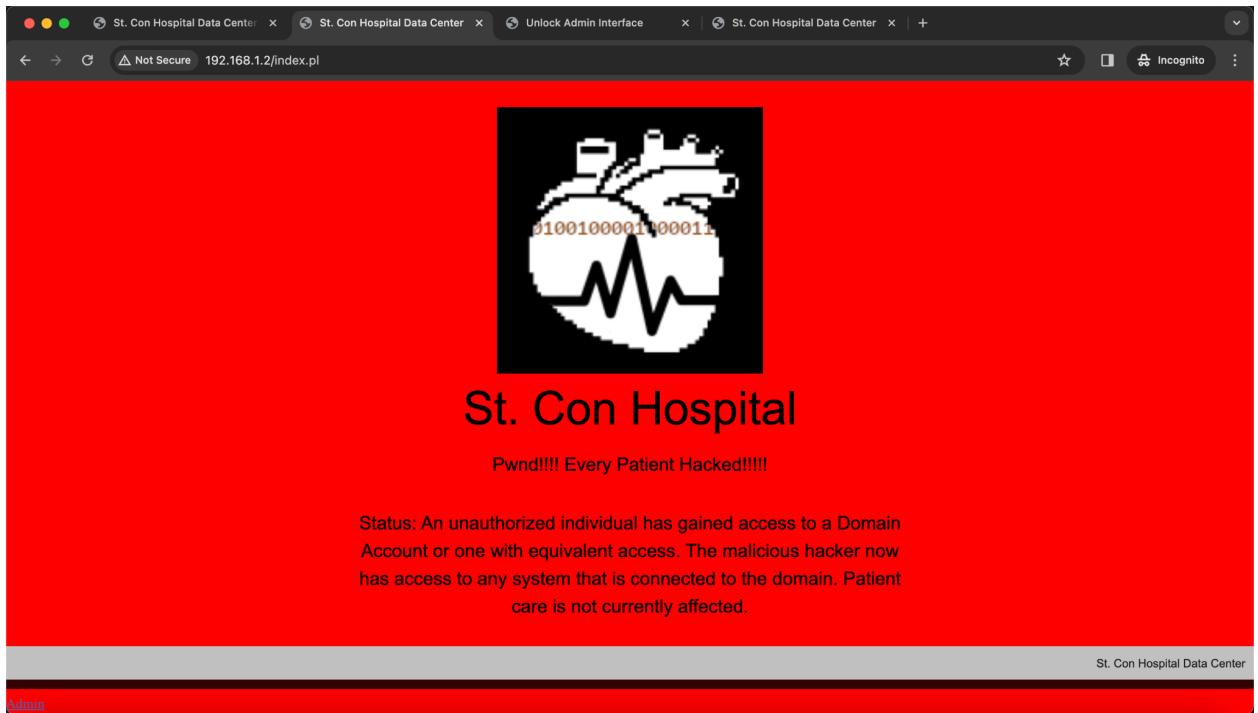 St. Con Hospital Data Center
St. Con Hospital Data Center
Unlock Admin Interface
St. Con Hospital Data Center
Not Secure
192.168.1.2/index.pl
Incognito
St. Con Hospital
Pwnd!!!! Every Patient Hacked!!!!!
Status: An unauthorized individual has gained access to a Domain
Account or one with equivalent access. The malicious hacker now
has access to any system that is connected to the domain. Patient
care is not currently affected.
St. Con Hospital Data Center
Admin